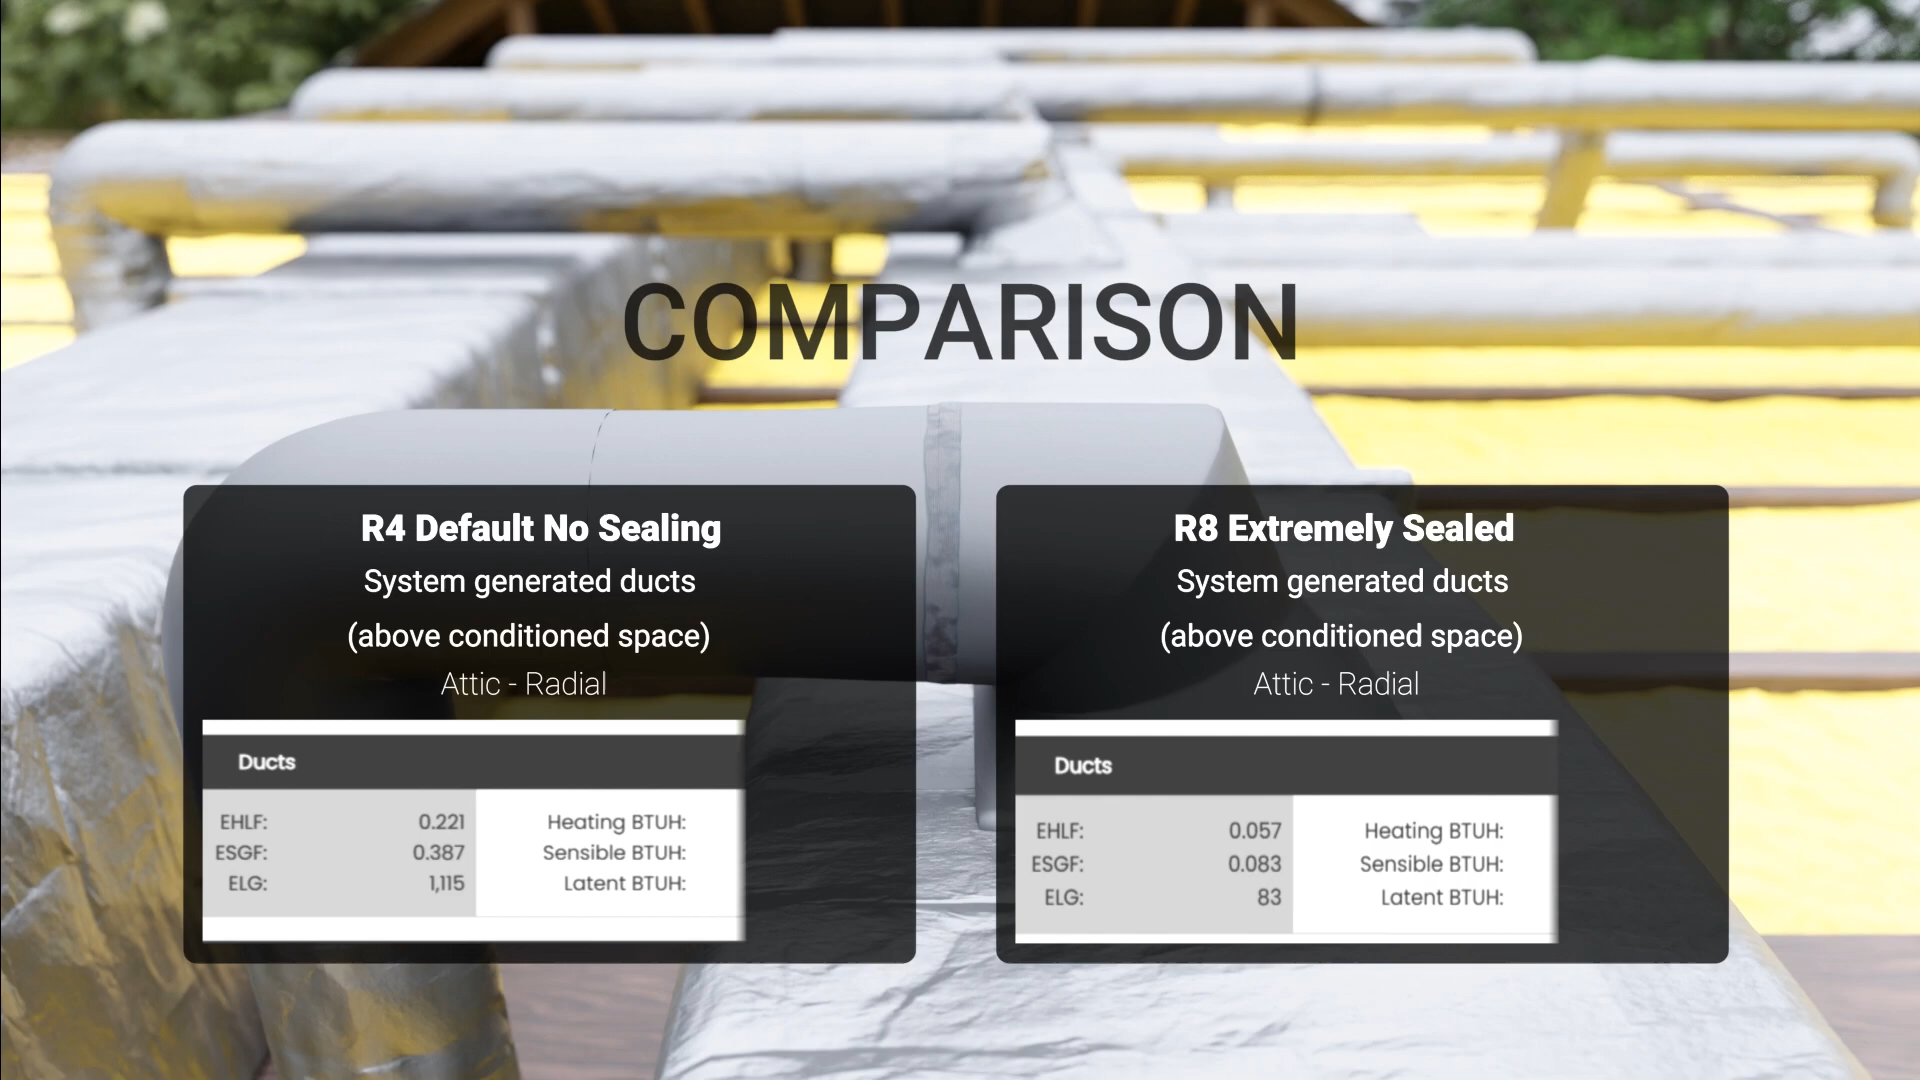 COMPARISON
R4 Default No Sealing
System generated ducts
(above conditioned space)
Attic - Radial
Ducts
EHLF: 0.221 Heating BTUH:
ESGF: 0.387 Sensible BTUH:
ELG: 1,115 Latent BTUH:
R8 Extremely Sealed
System generated ducts
(above conditioned space)
Attic - Radial
Ducts
EHLF: 0.057 Heating BTUH:
ESGF: 0.083 Sensible BTUH:
ELG: 83 Latent BTUH: